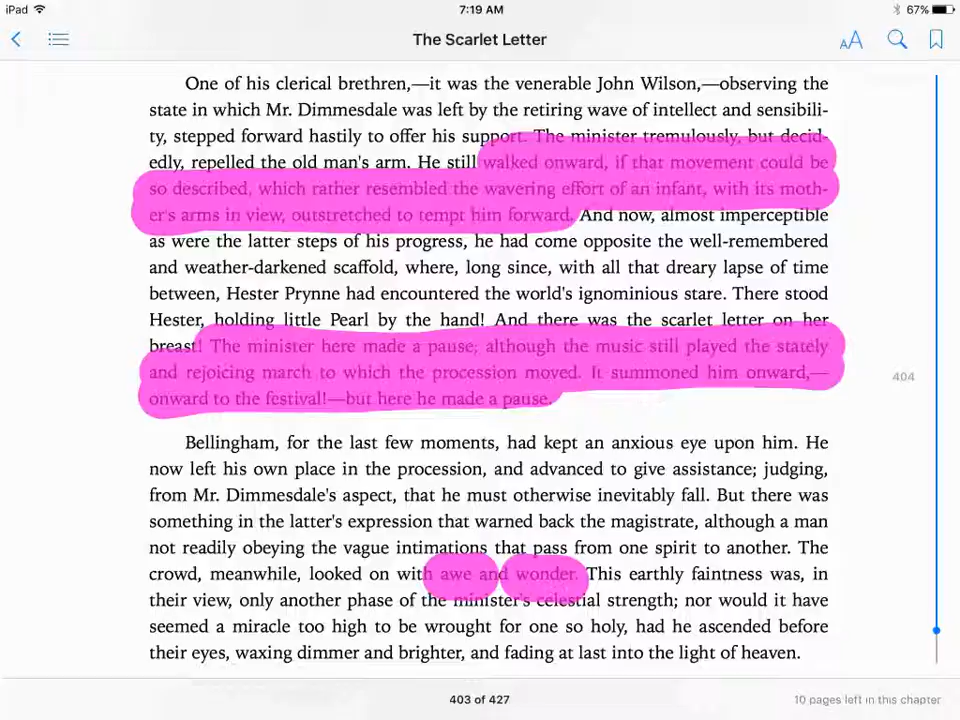 iPad 7:19 AM 67%
The Scarlet Letter
AA
One of his clerical brethren,—it was the venerable John Wilson,—observing the
state in which Mr. Dimmesdale was left by the retiring wave of intellect and sensibili-
ty, stepped forward hastily to offer his support. The minister tremulously, but decid-
edly, repelled the old man's arm. He still walked onward, if that movement could be
so described, which rather resembled the wavering effort of an infant, with its moth-
er's arms in view, outstretched to tempt him forward. And now, almost imperceptible
as were the latter steps of his progress, he had come opposite the well-remembered
and weather-darkened scaffold, where, long since, with all that dreary lapse of time
between, Hester Prynne had encountered the world's ignominious stare. There stood
Hester, holding little Pearl by the hand! And there was the scarlet letter on her
breast! The minister here made a pause; although the music still played the stately
and rejoicing march to which the procession moved. It summoned him onward,—
404
onward to the festival!—but here he made a pause.
Bellingham, for the last few moments, had kept an anxious eye upon him. He
now left his own place in the procession, and advanced to give assistance; judging,
from Mr. Dimmesdale's aspect, that he must otherwise inevitably fall. But there was
something in the latter's expression that warned back the magistrate, although a man
not readily obeying the vague intimations that pass from one spirit to another. The
crowd, meanwhile, looked on with awe and wonder. This earthly faintness was, in
their view, only another phase of the minister's celestial strength; nor would it have
seemed a miracle too high to be wrought for one so holy, had he ascended before
their eyes, waxing dimmer and brighter, and fading at last into the light of heaven.
403 of 427
10 pages left in this chapter